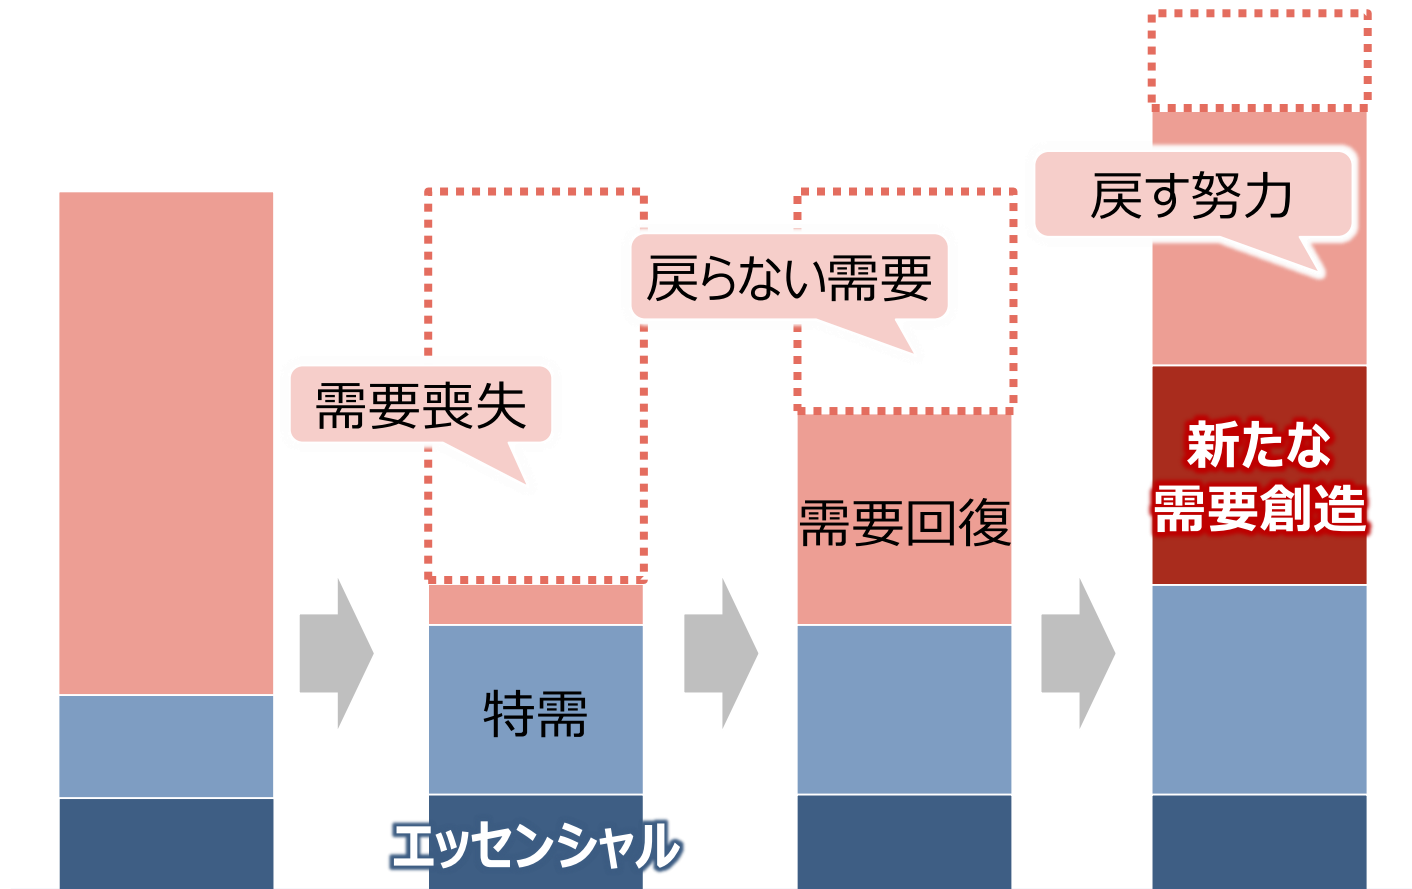 戻す努力
戻らない需要
需要喪失
新たな
需要創造
需要回復
特需
エッセンシャル